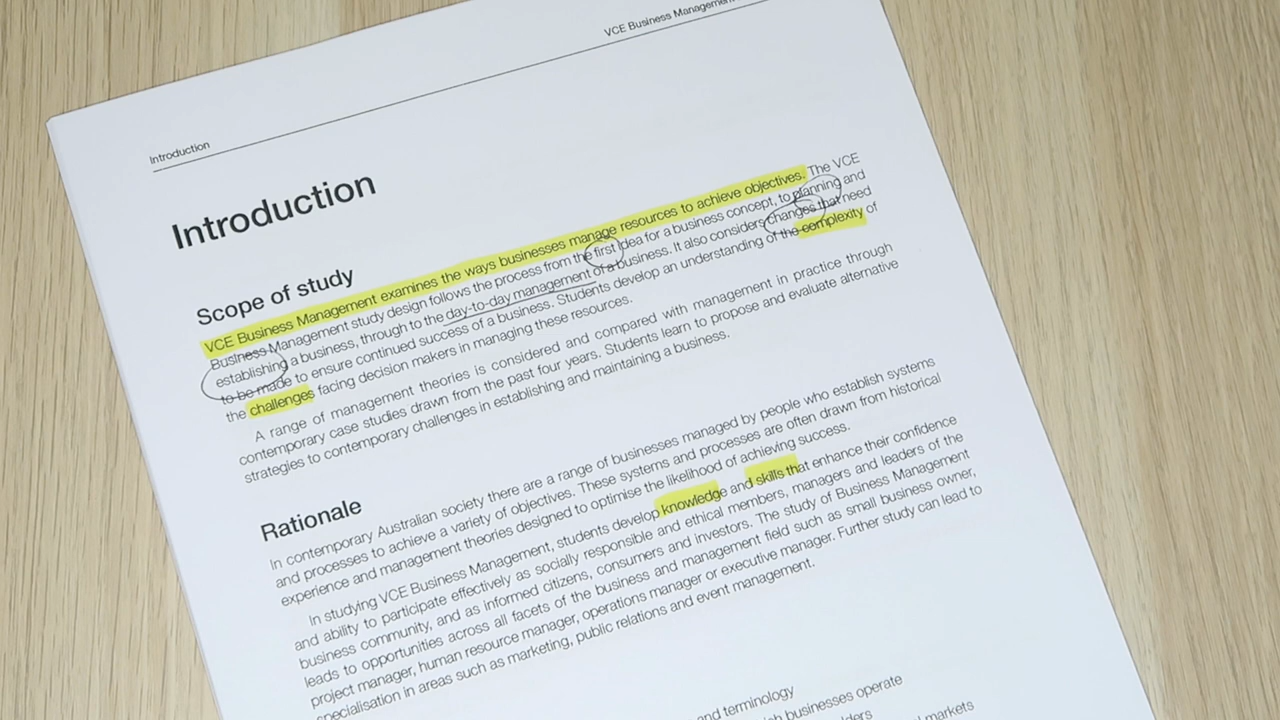 VCE Business Management
Introduction
Introduction
Scope of study
VCE Business Management examines the ways businesses manage resources to achieve objectives. The VCE
Business Management study design follows the process from the first idea for a business concept, to planning and
establishing a business, through to the day-to-day management of a business. It also considers changes that need
to be made to ensure continued success of a business. Students develop an understanding of the complexity of
the challenges facing decision makers in managing these resources.
A range of management theories is considered and compared with management in practice through
contemporary case studies drawn from the past four years. Students learn to propose and evaluate alternative
strategies to contemporary challenges in establishing and maintaining a business.
Rationale
In contemporary Australian society there are a range of businesses managed by people who establish systems
and processes to achieve a variety of objectives. These systems and processes are often drawn from historical
experience and management theories designed to optimise the likelihood of achieving success.
In studying VCE Business Management, students develop knowledge and skills that enhance their confidence
and ability to participate effectively as socially responsible and ethical members, managers and leaders of the
business community, and as informed citizens, consumers and investors. The study of Business Management
leads to opportunities across all facets of the business and management field such as small business owner,
project manager, human resource manager, operations manager or executive manager. Further study can lead to
specialisation in areas such as marketing, public relations and event management.
and terminology
businesses operate
markets